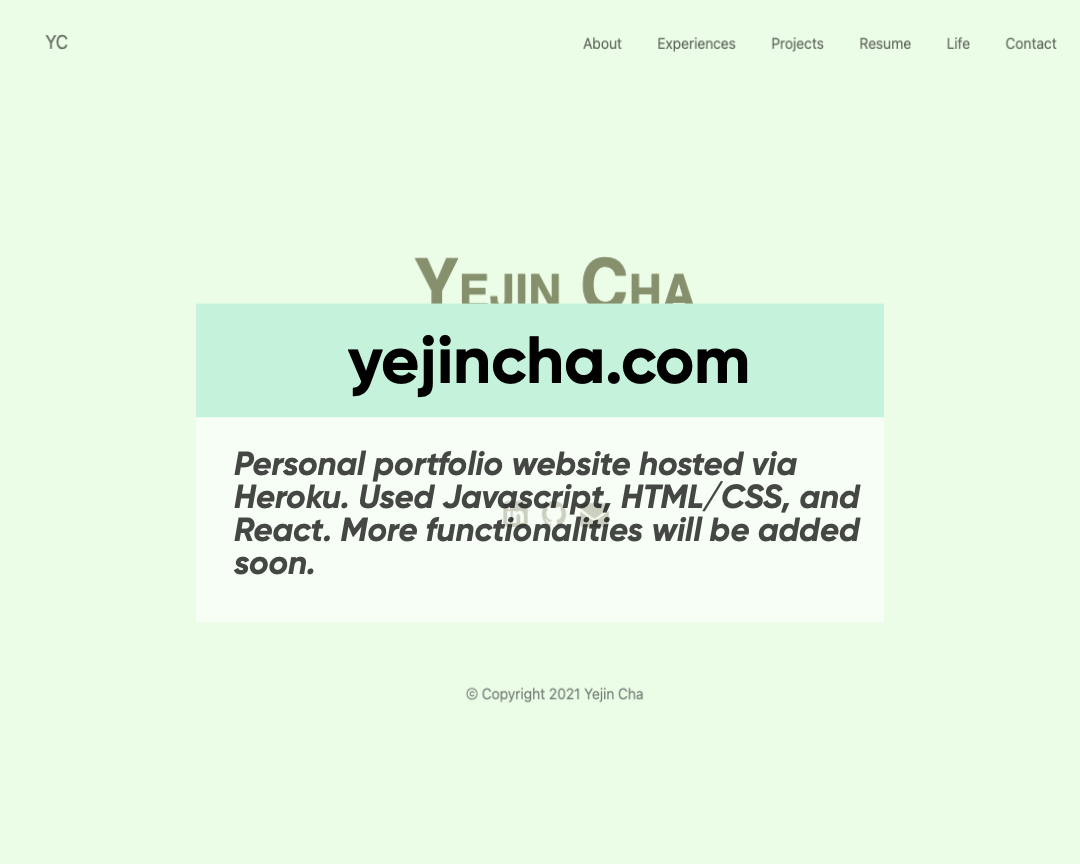 YC
About Experiences Projects Resume Life Contact
Yejin Cha
yejincha.com
Personal portfolio website hosted via
Heroku. Used Javascript, HTML/CSS, and
React. More functionalities will be added
soon.
© Copyright 2021 Yejin Cha